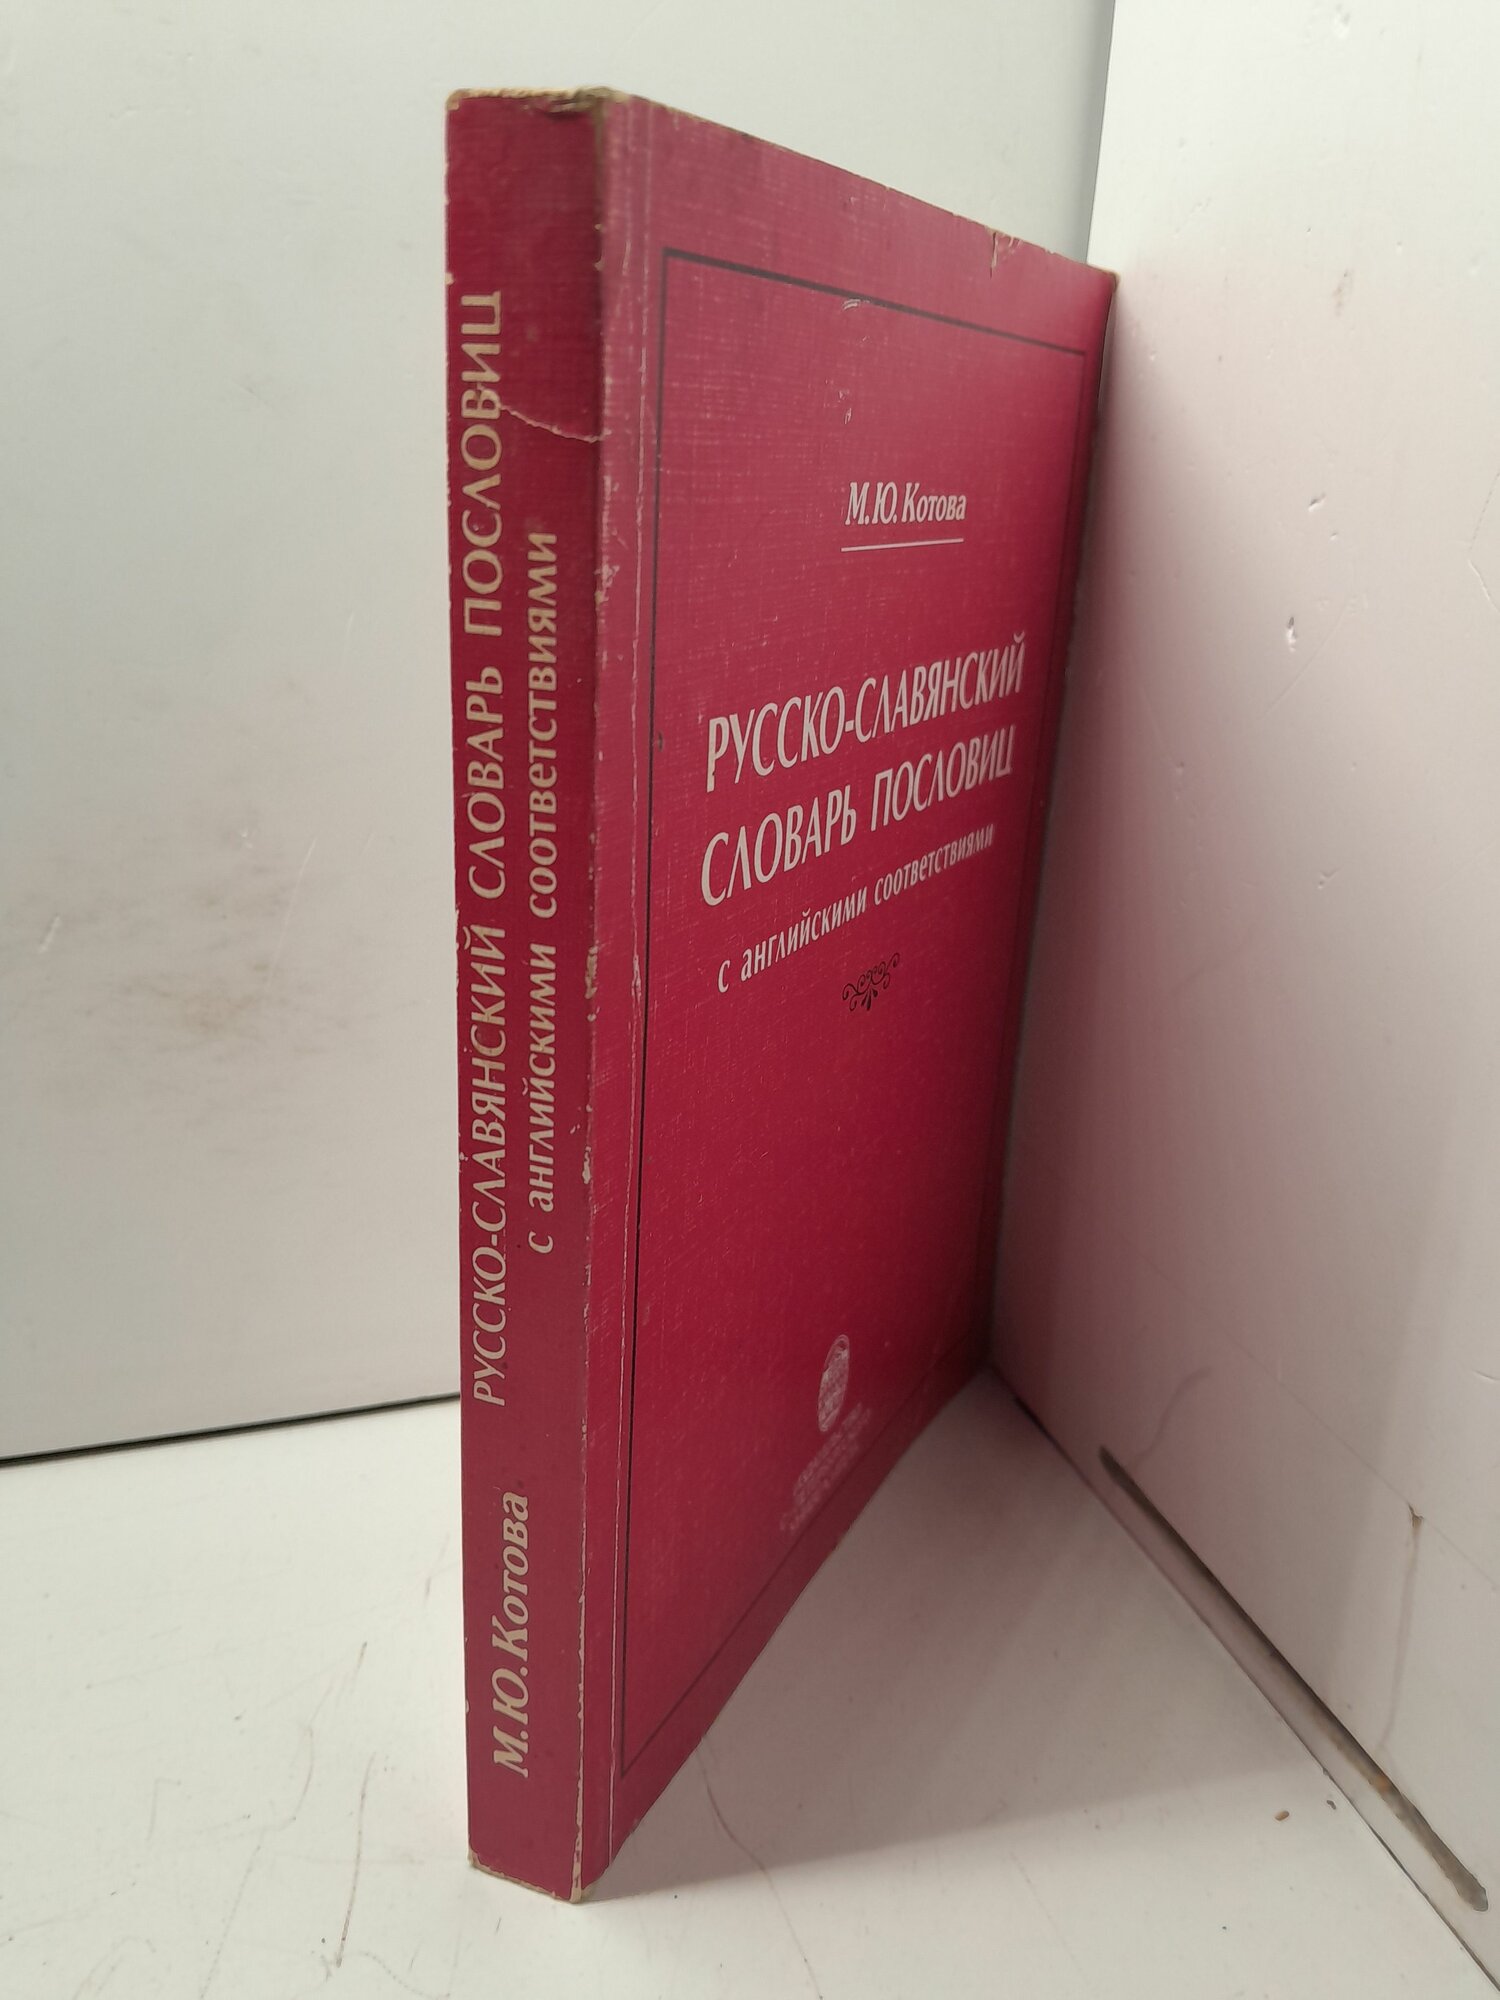 РУССКО-СЛАВЯНСКИЙ СЛОВАРЬ ПОСЛОВИЦ
с английскими соответствиями
М.Ю.Котова
М.Ю.Котова
РУССКО-СЛАВЯНСКИЙ
СЛОВАРЬ ПОСЛОВИЦ
с английскими соответствиями